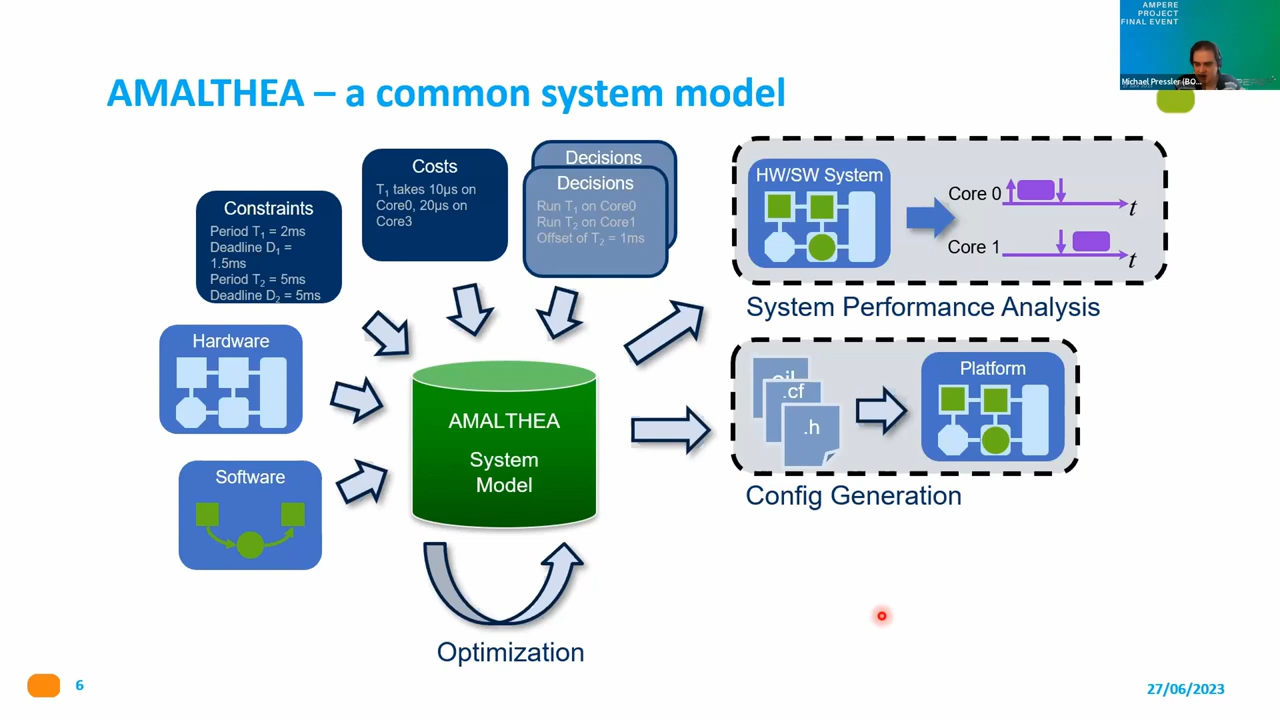 AMALTHEA – a common system model
AMPERE
PROJECT
FINAL EVENT
Michael Pressler (BO...
Constraints
Period T₁ = 2ms
Deadline D₁ =
1.5ms
Period T₂ = 5ms
Deadline D₂ = 5ms
Costs
T₁ takes 10µs on
Core0, 20µs on
Core3
Decisions
Decisions
Run T₁ on Core0
Run T₂ on Core1
Offset of T₂ = 1ms
Hardware
Software
AMALTHEA
System
Model
Optimization
HW/SW System
Core 0
t
Core 1
t
System Performance Analysis
.oil
.cf
.h
Platform
Config Generation
6
27/06/2023